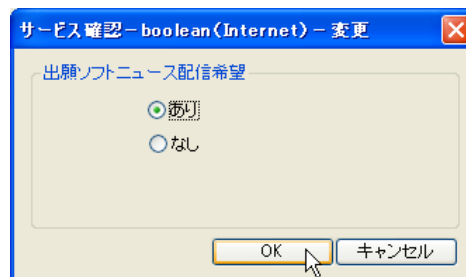 サービス確認－boolean(Internet)－変更
出願ソフトニュース配信希望
あり
なし
OK
キャンセル